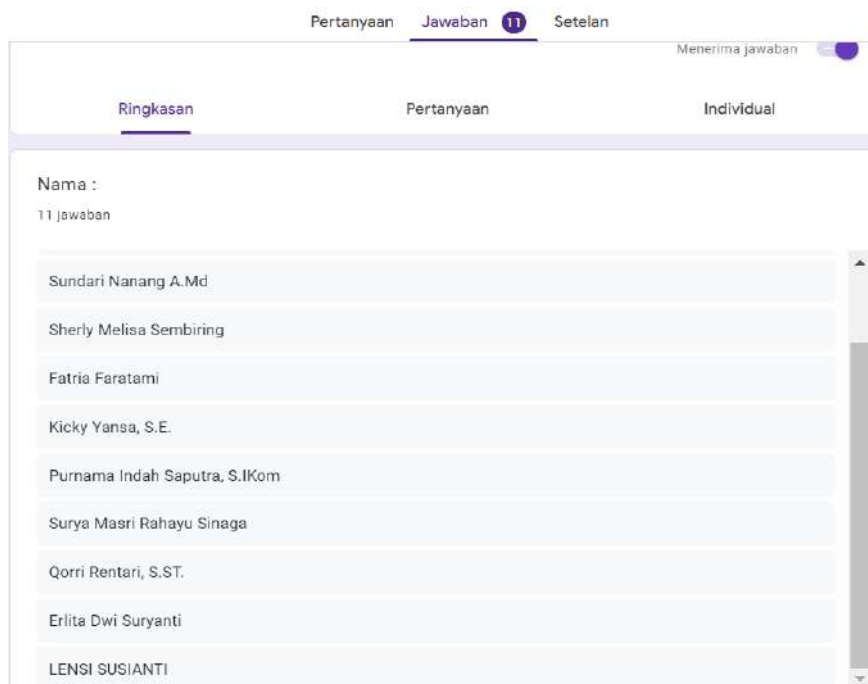 Pertanyaan Jawaban 11 Setelan
Menerima jawaban
Ringkasan Pertanyaan Individual
Nama :
11 jawaban
Sundari Nanang A.Md
Sherly Melisa Sembiring
Fatria Faratami
Kicky Yansa, S.E.
Purnama Indah Saputra, S.IKom
Surya Masri Rahayu Sinaga
Qorri Rentari, S.ST.
Erlita Dwi Suryanti
LENSI SUSIANTI